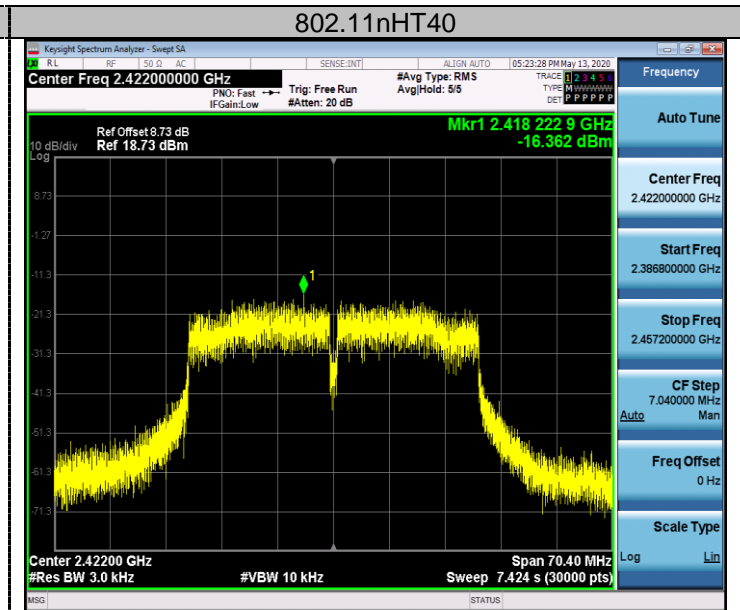 802.11nHT40
Keysight Spectrum Analyzer - Swept SA
LXI RL RF 50 Ω AC SENSE:INT ALIGN AUTO 05:23:28 PM May 13, 2020
Center Freq 2.422000000 GHz
PNO: Fast
IFGain:Low
Trig: Free Run
#Atten: 20 dB
#Avg Type: RMS
Avg|Hold: 5/5
TRACE 1 2 3 4 5 6
TYPE M W W W W W
DET P P P P P P
Frequency
Ref Offset 8.73 dB
10 dB/div Ref 18.73 dBm
Log
Mkr1 2.418 222 9 GHz
-16.362 dBm
1
8.73
-1.27
-11.3
-21.3
-31.3
-41.3
-51.3
-61.3
-71.3
Auto Tune
Center Freq
2.422000000 GHz
Start Freq
2.386800000 GHz
Stop Freq
2.457200000 GHz
CF Step
7.040000 MHz
Auto Man
Freq Offset
0 Hz
Scale Type
Log Lin
Center 2.42200 GHz Span 70.40 MHz
#Res BW 3.0 kHz #VBW 10 kHz Sweep 7.424 s (30000 pts)
MSG STATUS